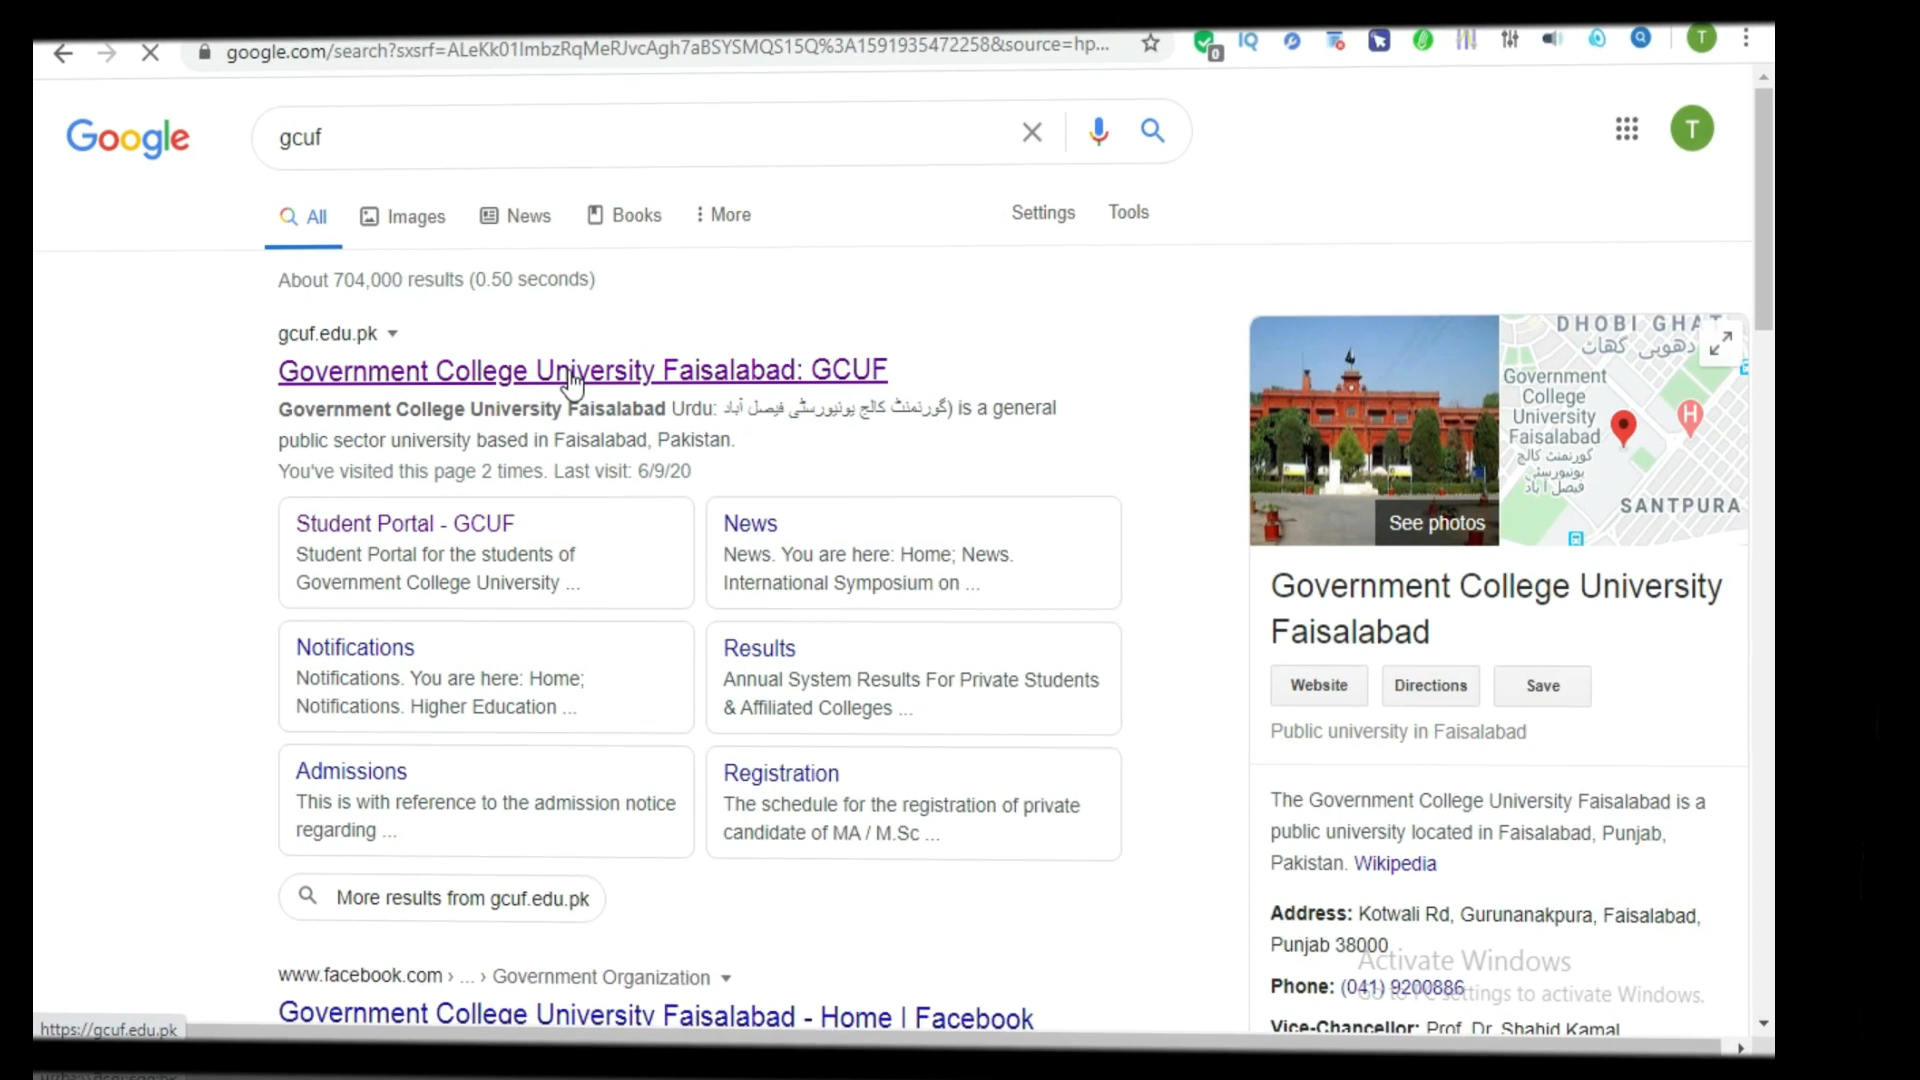 google.com/search?sxsrf=ALeKk01ImbzRqMeRJvcAgh7aBSYSMQS15Q%3A1591935472258&source=hp...
0
IQ
T
Google
gcuf
T
All
Images
News
Books
More
Settings
Tools
About 704,000 results (0.50 seconds)
gcuf.edu.pk
Government College University Faisalabad: GCUF
Government College University Faisalabad Urdu: گورنمنٹ کالج یونیورسٹی فیصل آباد) is a general
public sector university based in Faisalabad, Pakistan.
You've visited this page 2 times. Last visit: 6/9/20
Student Portal - GCUF
Student Portal for the students of
Government College University ...
News
News. You are here: Home; News.
International Symposium on ...
Notifications
Notifications. You are here: Home;
Notifications. Higher Education ...
Results
Annual System Results For Private Students
& Affiliated Colleges ...
Admissions
This is with reference to the admission notice
regarding ...
Registration
The schedule for the registration of private
candidate of MA / M.Sc ...
More results from gcuf.edu.pk
www.facebook.com › ... › Government Organization
Government College University Faisalabad - Home | Facebook
https://gcuf.edu.pk
See photos
DHOBI GHAT
دھوبی گھاٹ
Government
College
University
Faisalabad
گورنمنٹ کالج
یونیورسٹی
فیصل آباد
H
SANTPURA
Government College University
Faisalabad
Website
Directions
Save
Public university in Faisalabad
The Government College University Faisalabad is a
public university located in Faisalabad, Punjab,
Pakistan. Wikipedia
Address: Kotwali Rd, Gurunanakpura, Faisalabad,
Punjab 38000
Activate Windows
Phone: (041) 9200886
Go to PC settings to activate Windows.
Vice-Chancellor: Prof. Dr. Shahid Kamal